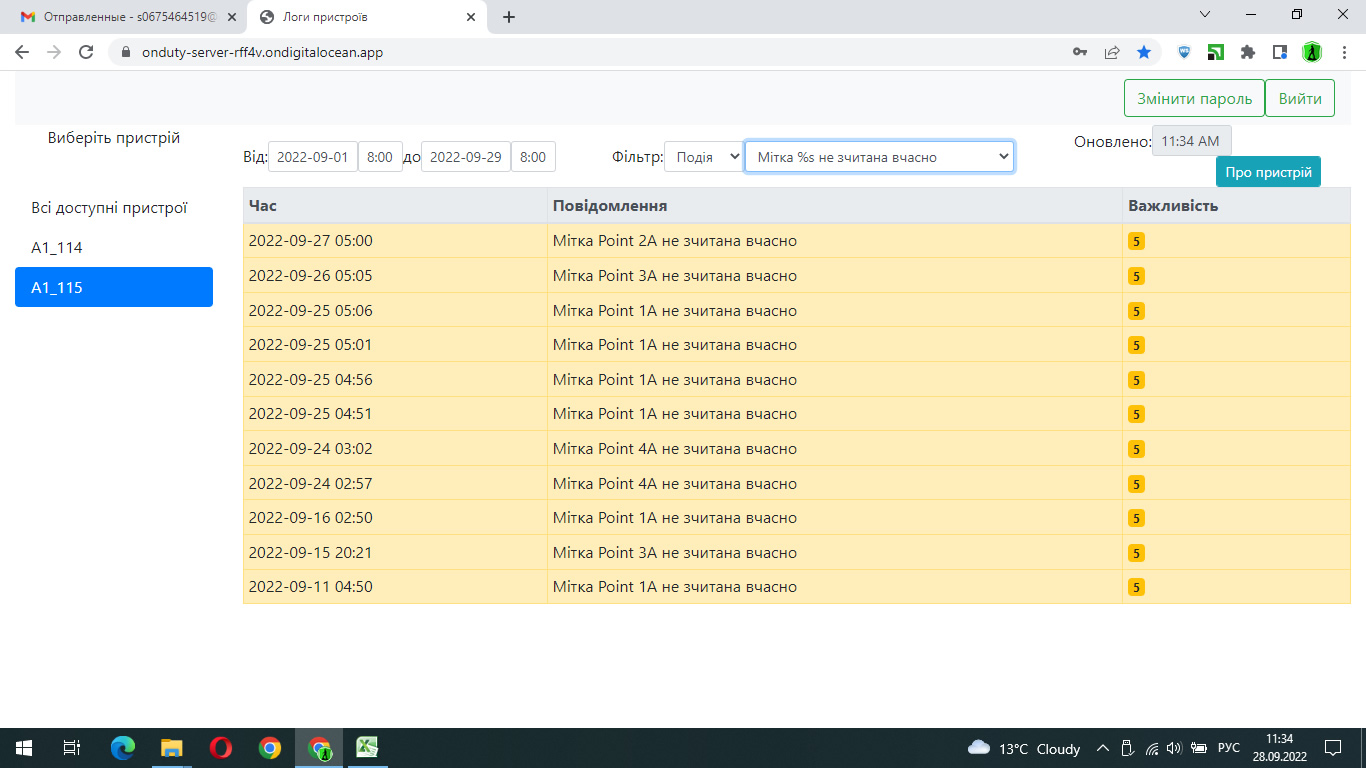 Отправленные - s0675464519@
Логи пристроїв
onduty-server-rff4v.ondigitalocean.app
Змінити пароль Вийти
Виберіть пристрій
Від: 2022-09-01 8:00 до 2022-09-29 8:00 Фільтр: Подія Мітка %s не зчитана вчасно
Оновлено: 11:34 AM
Про пристрій
Всі доступні пристрої
A1_114
A1_115
Час Повідомлення Важливість
2022-09-27 05:00 Мітка Point 2A не зчитана вчасно 5
2022-09-26 05:05 Мітка Point 3A не зчитана вчасно 5
2022-09-25 05:06 Мітка Point 1A не зчитана вчасно 5
2022-09-25 05:01 Мітка Point 1A не зчитана вчасно 5
2022-09-25 04:56 Мітка Point 1A не зчитана вчасно 5
2022-09-25 04:51 Мітка Point 1A не зчитана вчасно 5
2022-09-24 03:02 Мітка Point 4A не зчитана вчасно 5
2022-09-24 02:57 Мітка Point 4A не зчитана вчасно 5
2022-09-16 02:50 Мітка Point 1A не зчитана вчасно 5
2022-09-15 20:21 Мітка Point 3A не зчитана вчасно 5
2022-09-11 04:50 Мітка Point 1A не зчитана вчасно 5
13°C Cloudy РУС 11:34
28.09.2022